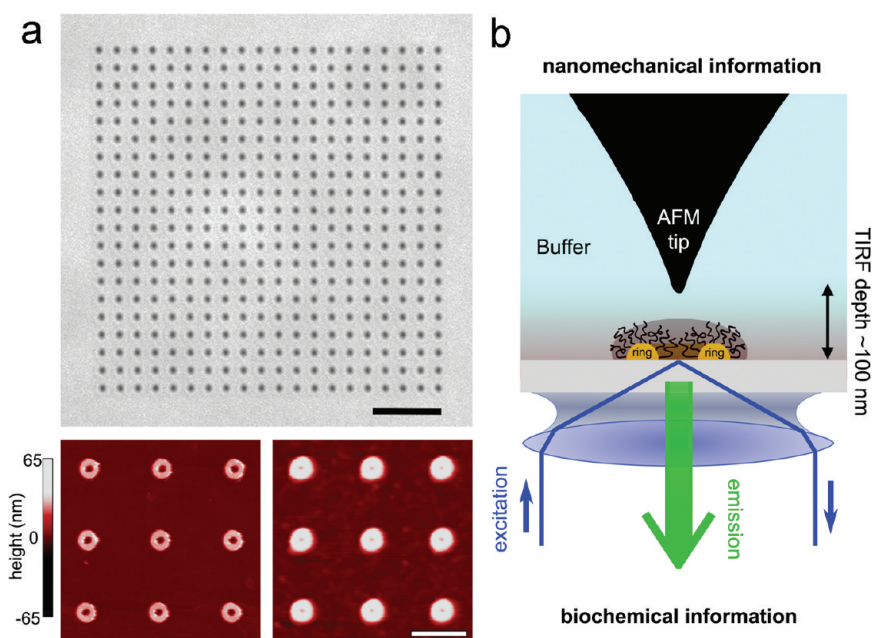 a
65
0
-65
height (nm)
b
nanomechanical information
AFM
tip
Buffer
TIRF depth ~100 nm
ring
ring
excitation
emission
biochemical information